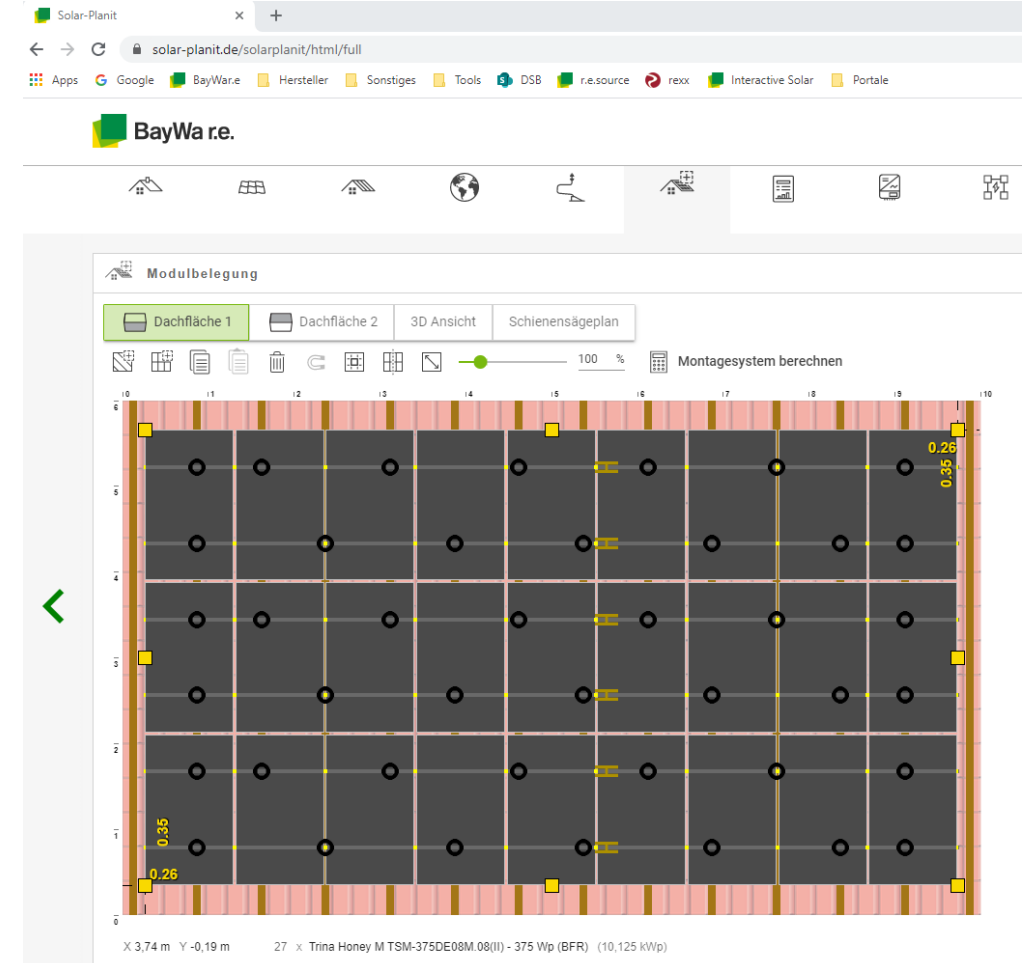 Solar-Planit × +
solar-planit.de/solarplanit/html/full
Apps Google BayWa r.e Hersteller Sonstiges Tools DSB r.e.source rexx Interactive Solar Portale
BayWa r.e.
Modulbelegung
Dachfläche 1 Dachfläche 2 3D Ansicht Schienensägeplan
100 % Montagesystem berechnen
0 1 2 3 4 5 6 7 8 9 10
6
0.26
0.35
5
4
3
2
1
0.35
0.26
0
X 3,74 m Y -0,19 m 27 x Trina Honey M TSM-375DE08M.08(II) - 375 Wp (BFR) (10,125 kWp)